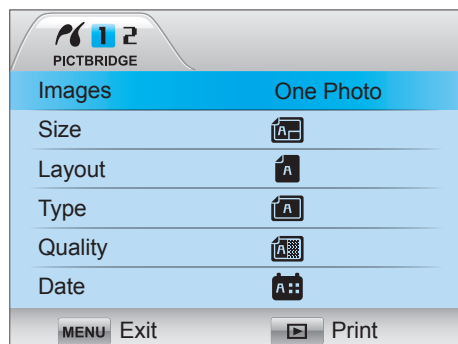 1 2
PICTBRIDGE
Images One Photo
Size A
Layout A
Type A
Quality A
Date A
MENU Exit Print